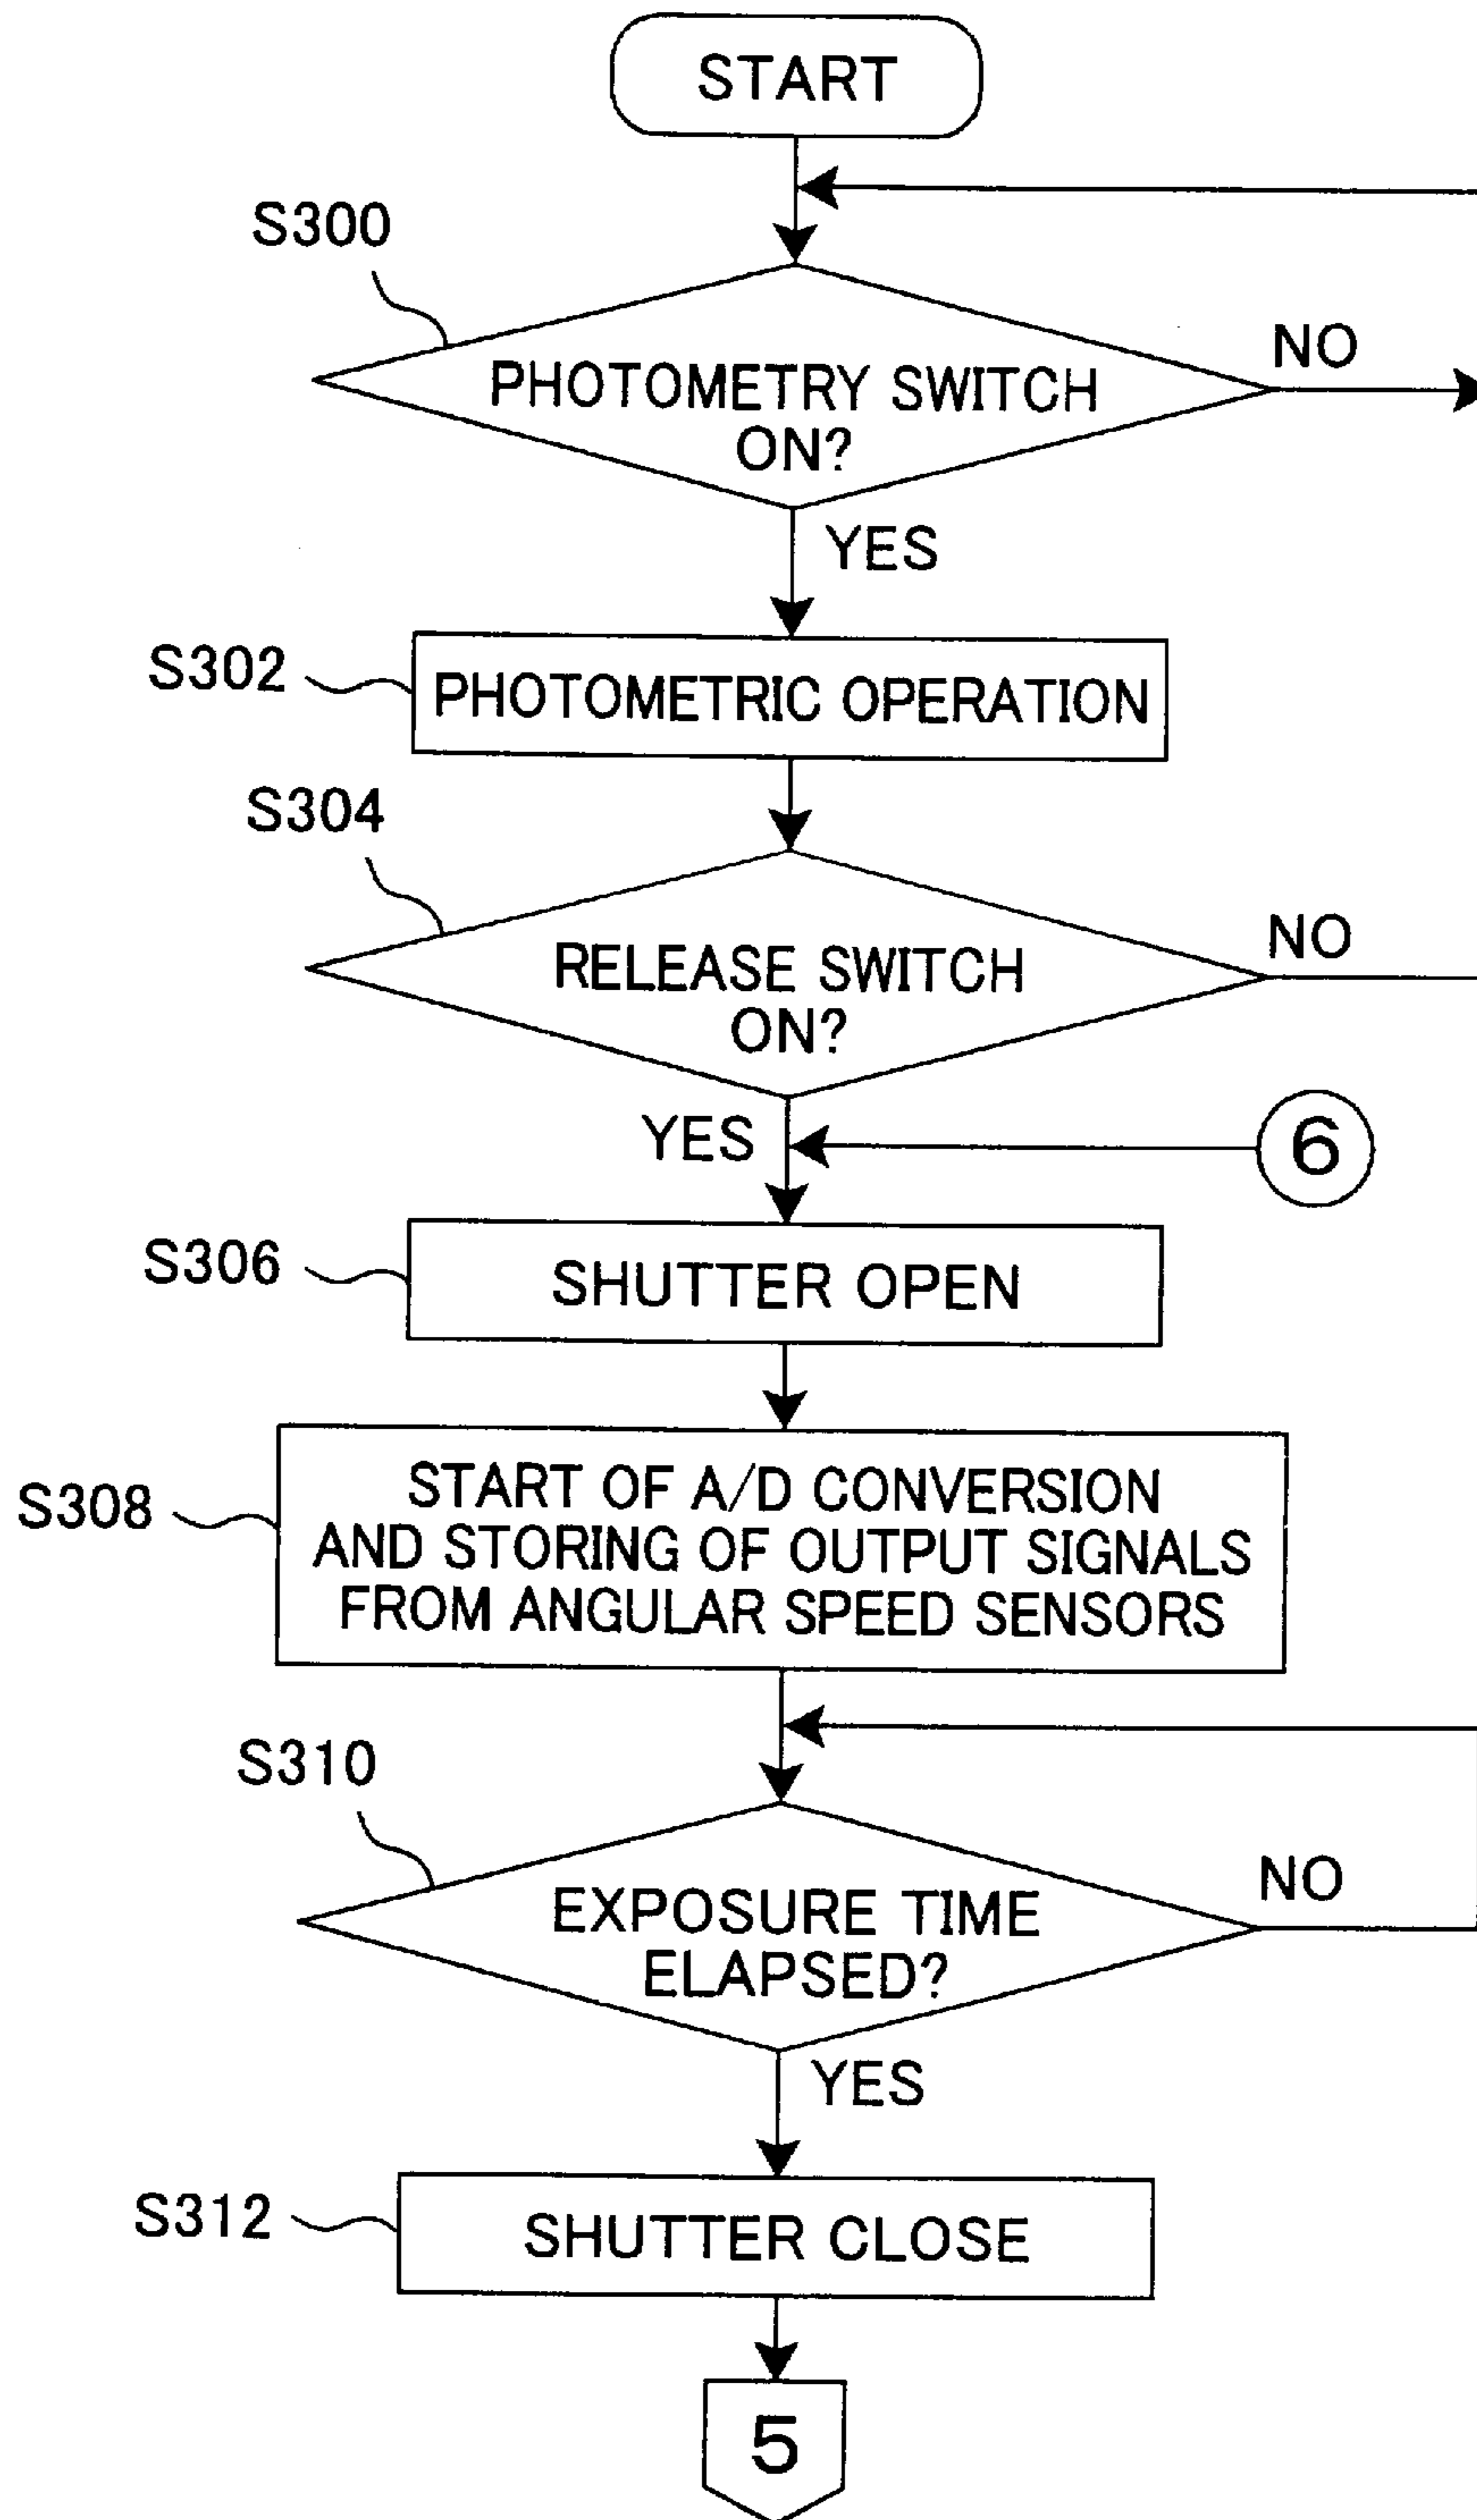 START
S300
NO
PHOTOMETRY SWITCH
ON?
YES
S302
PHOTOMETRIC OPERATION
S304
NO
RELEASE SWITCH
ON?
YES
6
S306
SHUTTER OPEN
S308
START OF A/D CONVERSION
AND STORING OF OUTPUT SIGNALS
FROM ANGULAR SPEED SENSORS
S310
NO
EXPOSURE TIME
ELAPSED?
YES
S312
SHUTTER CLOSE
5